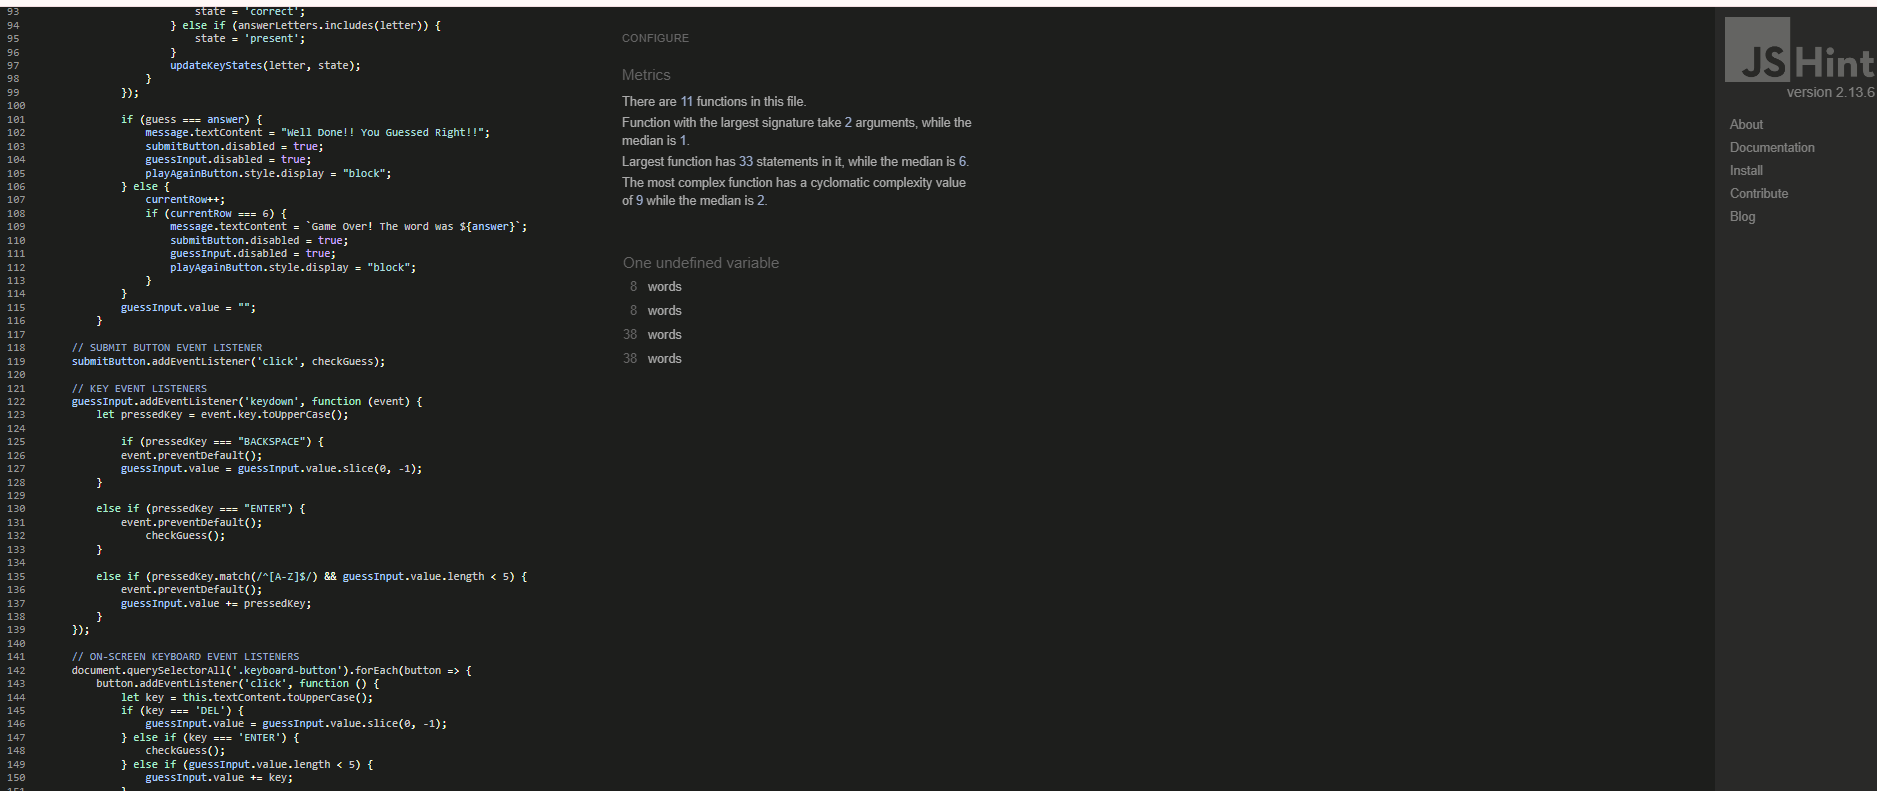 93 state = 'correct';
94 } else if (answerLetters.includes(letter)) {
95 state = 'present';
96 }
97 updateKeyStates(letter, state);
98 }
99 });
100
101 if (guess === answer) {
102 message.textContent = "Well Done!! You Guessed Right!!";
103 submitButton.disabled = true;
104 guessInput.disabled = true;
105 playAgainButton.style.display = "block";
106 } else {
107 currentRow++;
108 if (currentRow === 6) {
109 message.textContent = `Game Over! The word was ${answer}`;
110 submitButton.disabled = true;
111 guessInput.disabled = true;
112 playAgainButton.style.display = "block";
113 }
114 }
115 guessInput.value = "";
116 }
117
118 // SUBMIT BUTTON EVENT LISTENER
119 submitButton.addEventListener('click', checkGuess);
120
121 // KEY EVENT LISTENERS
122 guessInput.addEventListener('keydown', function (event) {
123 let pressedKey = event.key.toUpperCase();
124
125 if (pressedKey === "BACKSPACE") {
126 event.preventDefault();
127 guessInput.value = guessInput.value.slice(0, -1);
128 }
129
130 else if (pressedKey === "ENTER") {
131 event.preventDefault();
132 checkGuess();
133 }
134
135 else if (pressedKey.match(/^[A-Z]$/) && guessInput.value.length < 5) {
136 event.preventDefault();
137 guessInput.value += pressedKey;
138 }
139 });
140
141 // ON-SCREEN KEYBOARD EVENT LISTENERS
142 document.querySelectorAll('.keyboard-button').forEach(button => {
143 button.addEventListener('click', function () {
144 let key = this.textContent.toUpperCase();
145 if (key === 'DEL') {
146 guessInput.value = guessInput.value.slice(0, -1);
147 } else if (key === 'ENTER') {
148 checkGuess();
149 } else if (guessInput.value.length < 5) {
150 guessInput.value += key;
151 }
CONFIGURE
Metrics
There are 11 functions in this file.
Function with the largest signature take 2 arguments, while the
median is 1.
Largest function has 33 statements in it, while the median is 6.
The most complex function has a cyclomatic complexity value
of 9 while the median is 2.
One undefined variable
8 words
8 words
38 words
38 words
JSHint
version 2.13.6
About
Documentation
Install
Contribute
Blog